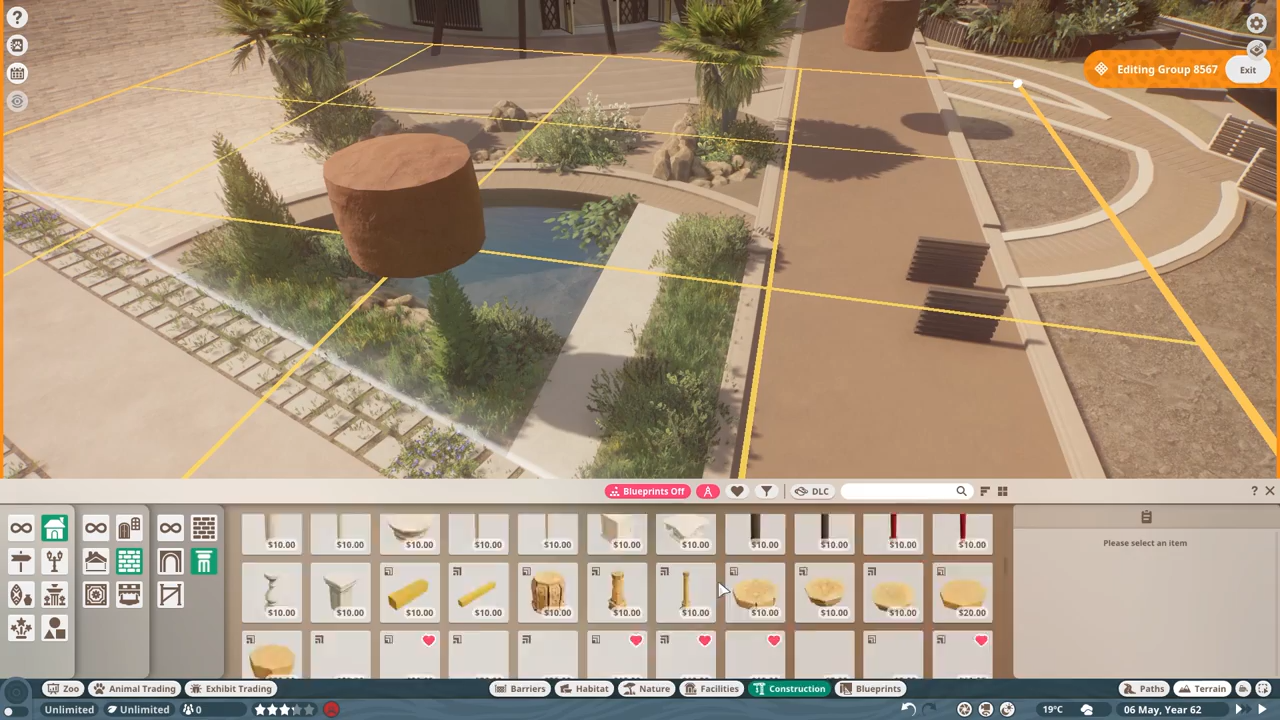 Editing Group 8567
Exit
Blueprints Off
DLC
?
$10.00 $10.00 $10.00 $10.00 $10.00 $10.00 $10.00 $10.00 $10.00 $10.00 $10.00
Please select an item
$10.00 $10.00 $10.00 $10.00 $10.00 $10.00 $10.00 $10.00 $10.00 $10.00 $20.00
Zoo
Animal Trading
Exhibit Trading
Barriers
Habitat
Nature
Facilities
Construction
Blueprints
Paths
Terrain
Unlimited
Unlimited
0
19°C
06 May, Year 62